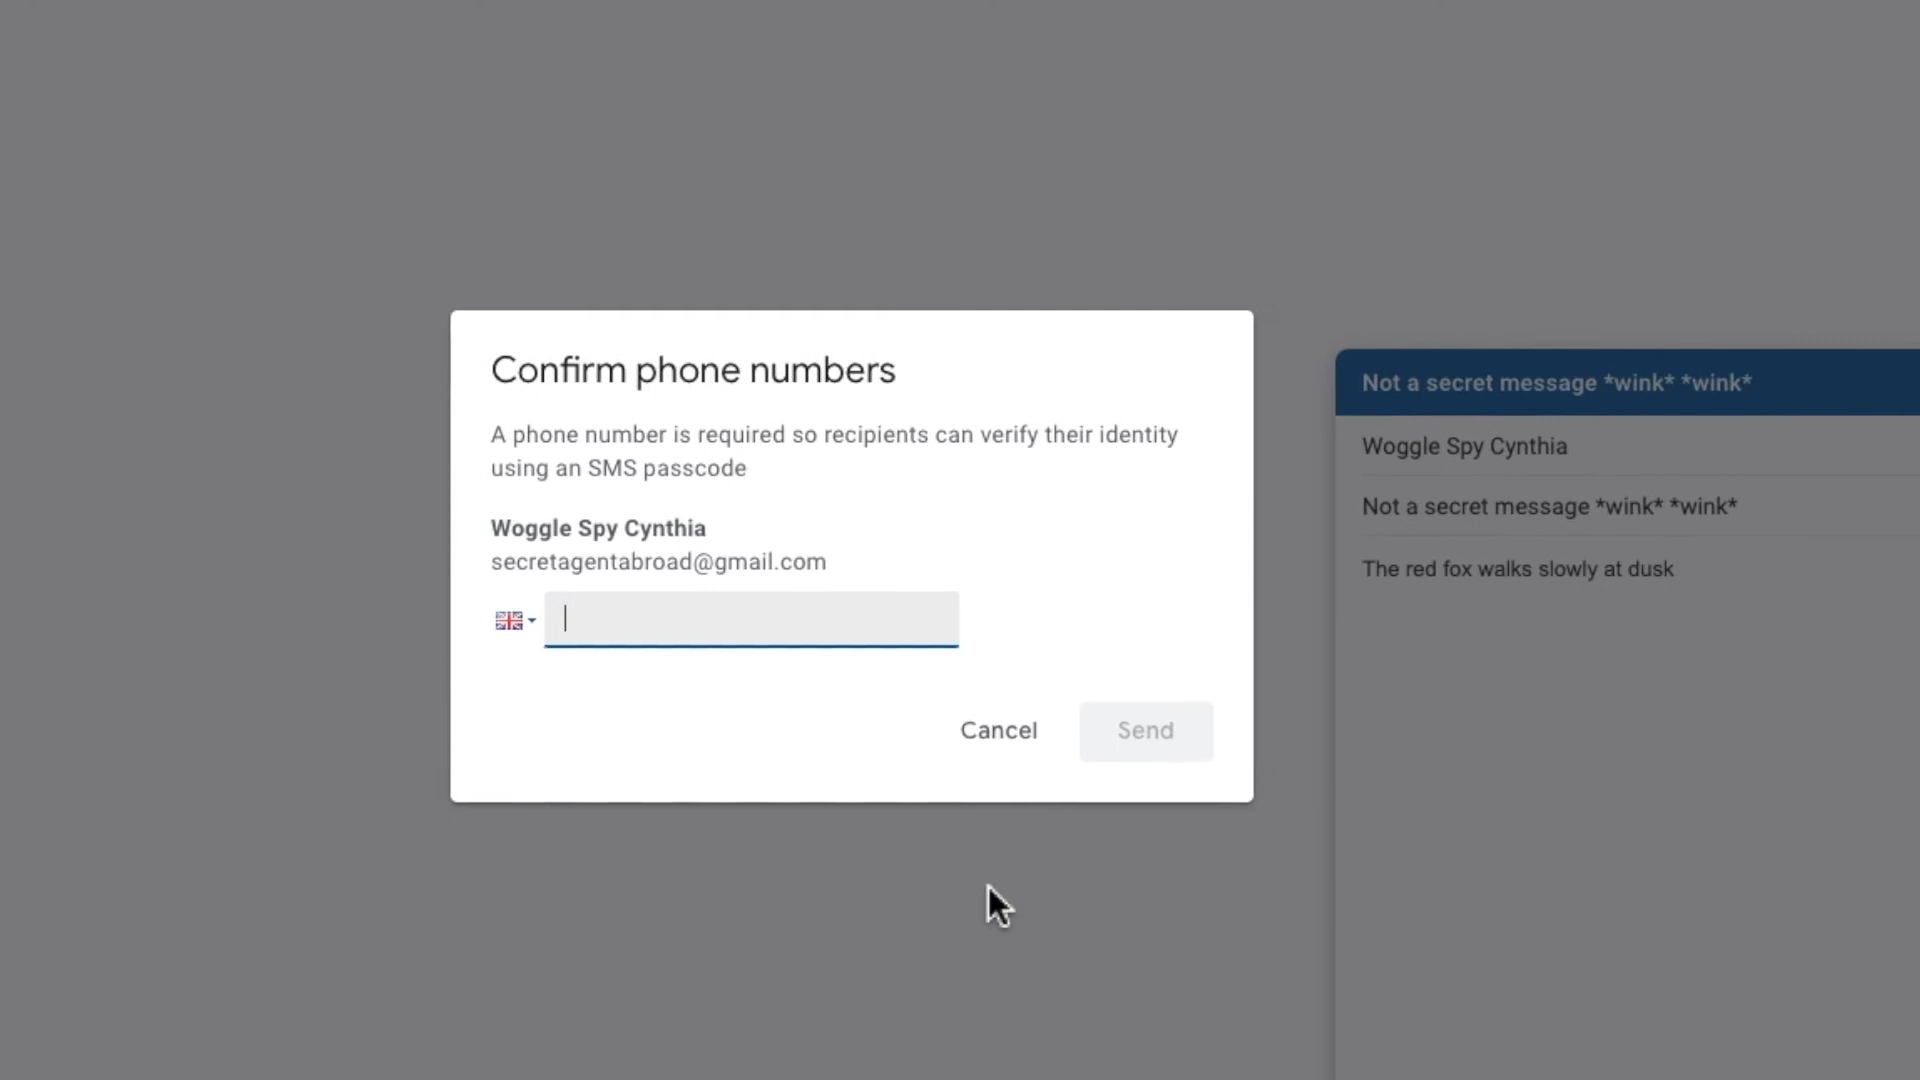 Confirm phone numbers
A phone number is required so recipients can verify their identity
using an SMS passcode
Woggle Spy Cynthia
secretagentabroad@gmail.com
Cancel
Send
Not a secret message *wink* *wink*
Woggle Spy Cynthia
Not a secret message *wink* *wink*
The red fox walks slowly at dusk